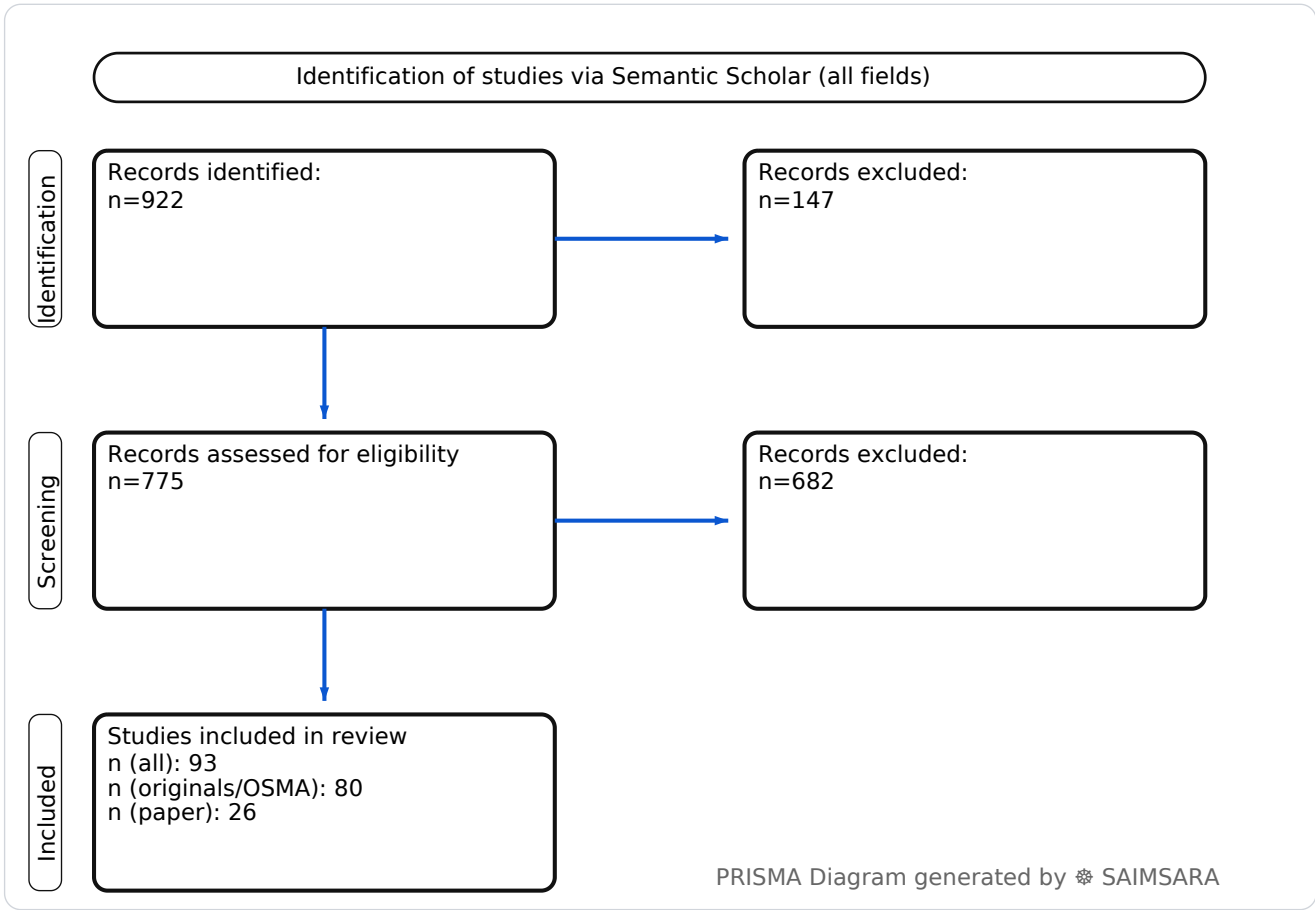 Identification of studies via Semantic Scholar (all fields)
Identification
Records identified:
n=922
Records excluded:
n=147
Screening
Records assessed for eligibility
n=775
Records excluded:
n=682
Included
Studies included in review
n (all): 93
n (originals/OSMA): 80
n (paper): 26
PRISMA Diagram generated by ☸ SAIMSARA